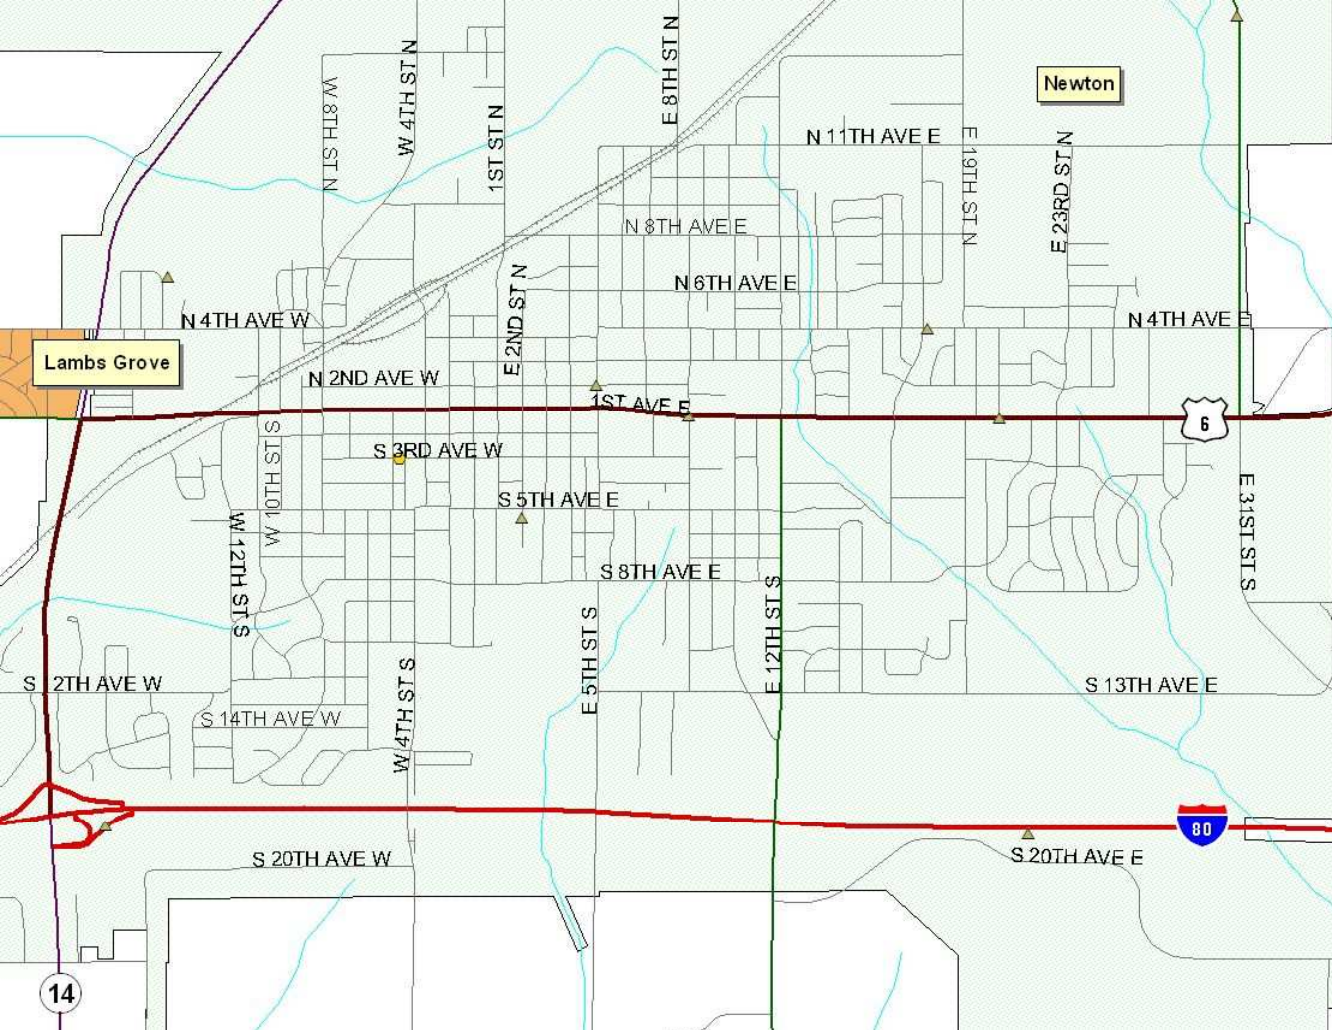 W 4TH ST N
E 8TH ST N
Newton
W 8TH ST N
1ST ST N
N 11TH AVE E
E 19TH ST N
E 23RD ST N
N 8TH AVE E
N 6TH AVE E
E 2ND ST N
N 4TH AVE W
N 4TH AVE E
Lambs Grove
N 2ND AVE W
1ST AVE E
6
S 3RD AVE W
W 10TH ST S
S 5TH AVE E
E 31ST ST S
W 12TH ST S
S 8TH AVE E
E 12TH ST S
E 5TH ST S
S 12TH AVE W
S 13TH AVE E
W 4TH ST S
S 14TH AVE W
80
S 20TH AVE W
S 20TH AVE E
14